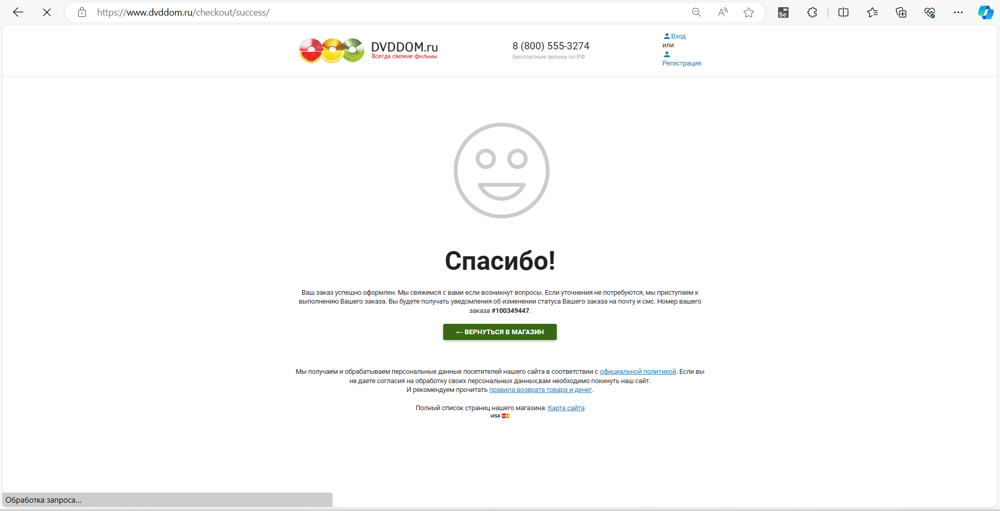 https://www.dvddom.ru/checkout/success/
Se
DVDDOM.ru
Всегда свежие фильмы
8 (800) 555-3274
Бесплатные звонки по РФ
Вход
или
Регистрация
Спасибо!
Ваш заказ успешно оформлен. Мы свяжемся с вами если возникнут вопросы. Если уточнения не потребуются, мы приступаем к
выполнению Вашего заказа. Вы будете получать уведомления об изменении статуса Вашего заказа на почту и смс. Номер вашего
заказа #100349447.
← ВЕРНУТЬСЯ В МАГАЗИН
Мы получаем и обрабатываем персональные данные посетителей нашего сайта в соответствии с официальной политикой. Если вы
не даете согласия на обработку своих персональных данных,вам необходимо покинуть наш сайт.
И рекомендуем прочитать правила возврата товара и денег.
Полный список страниц нашего магазина: Карта сайта
VISA
Обработка запроса...